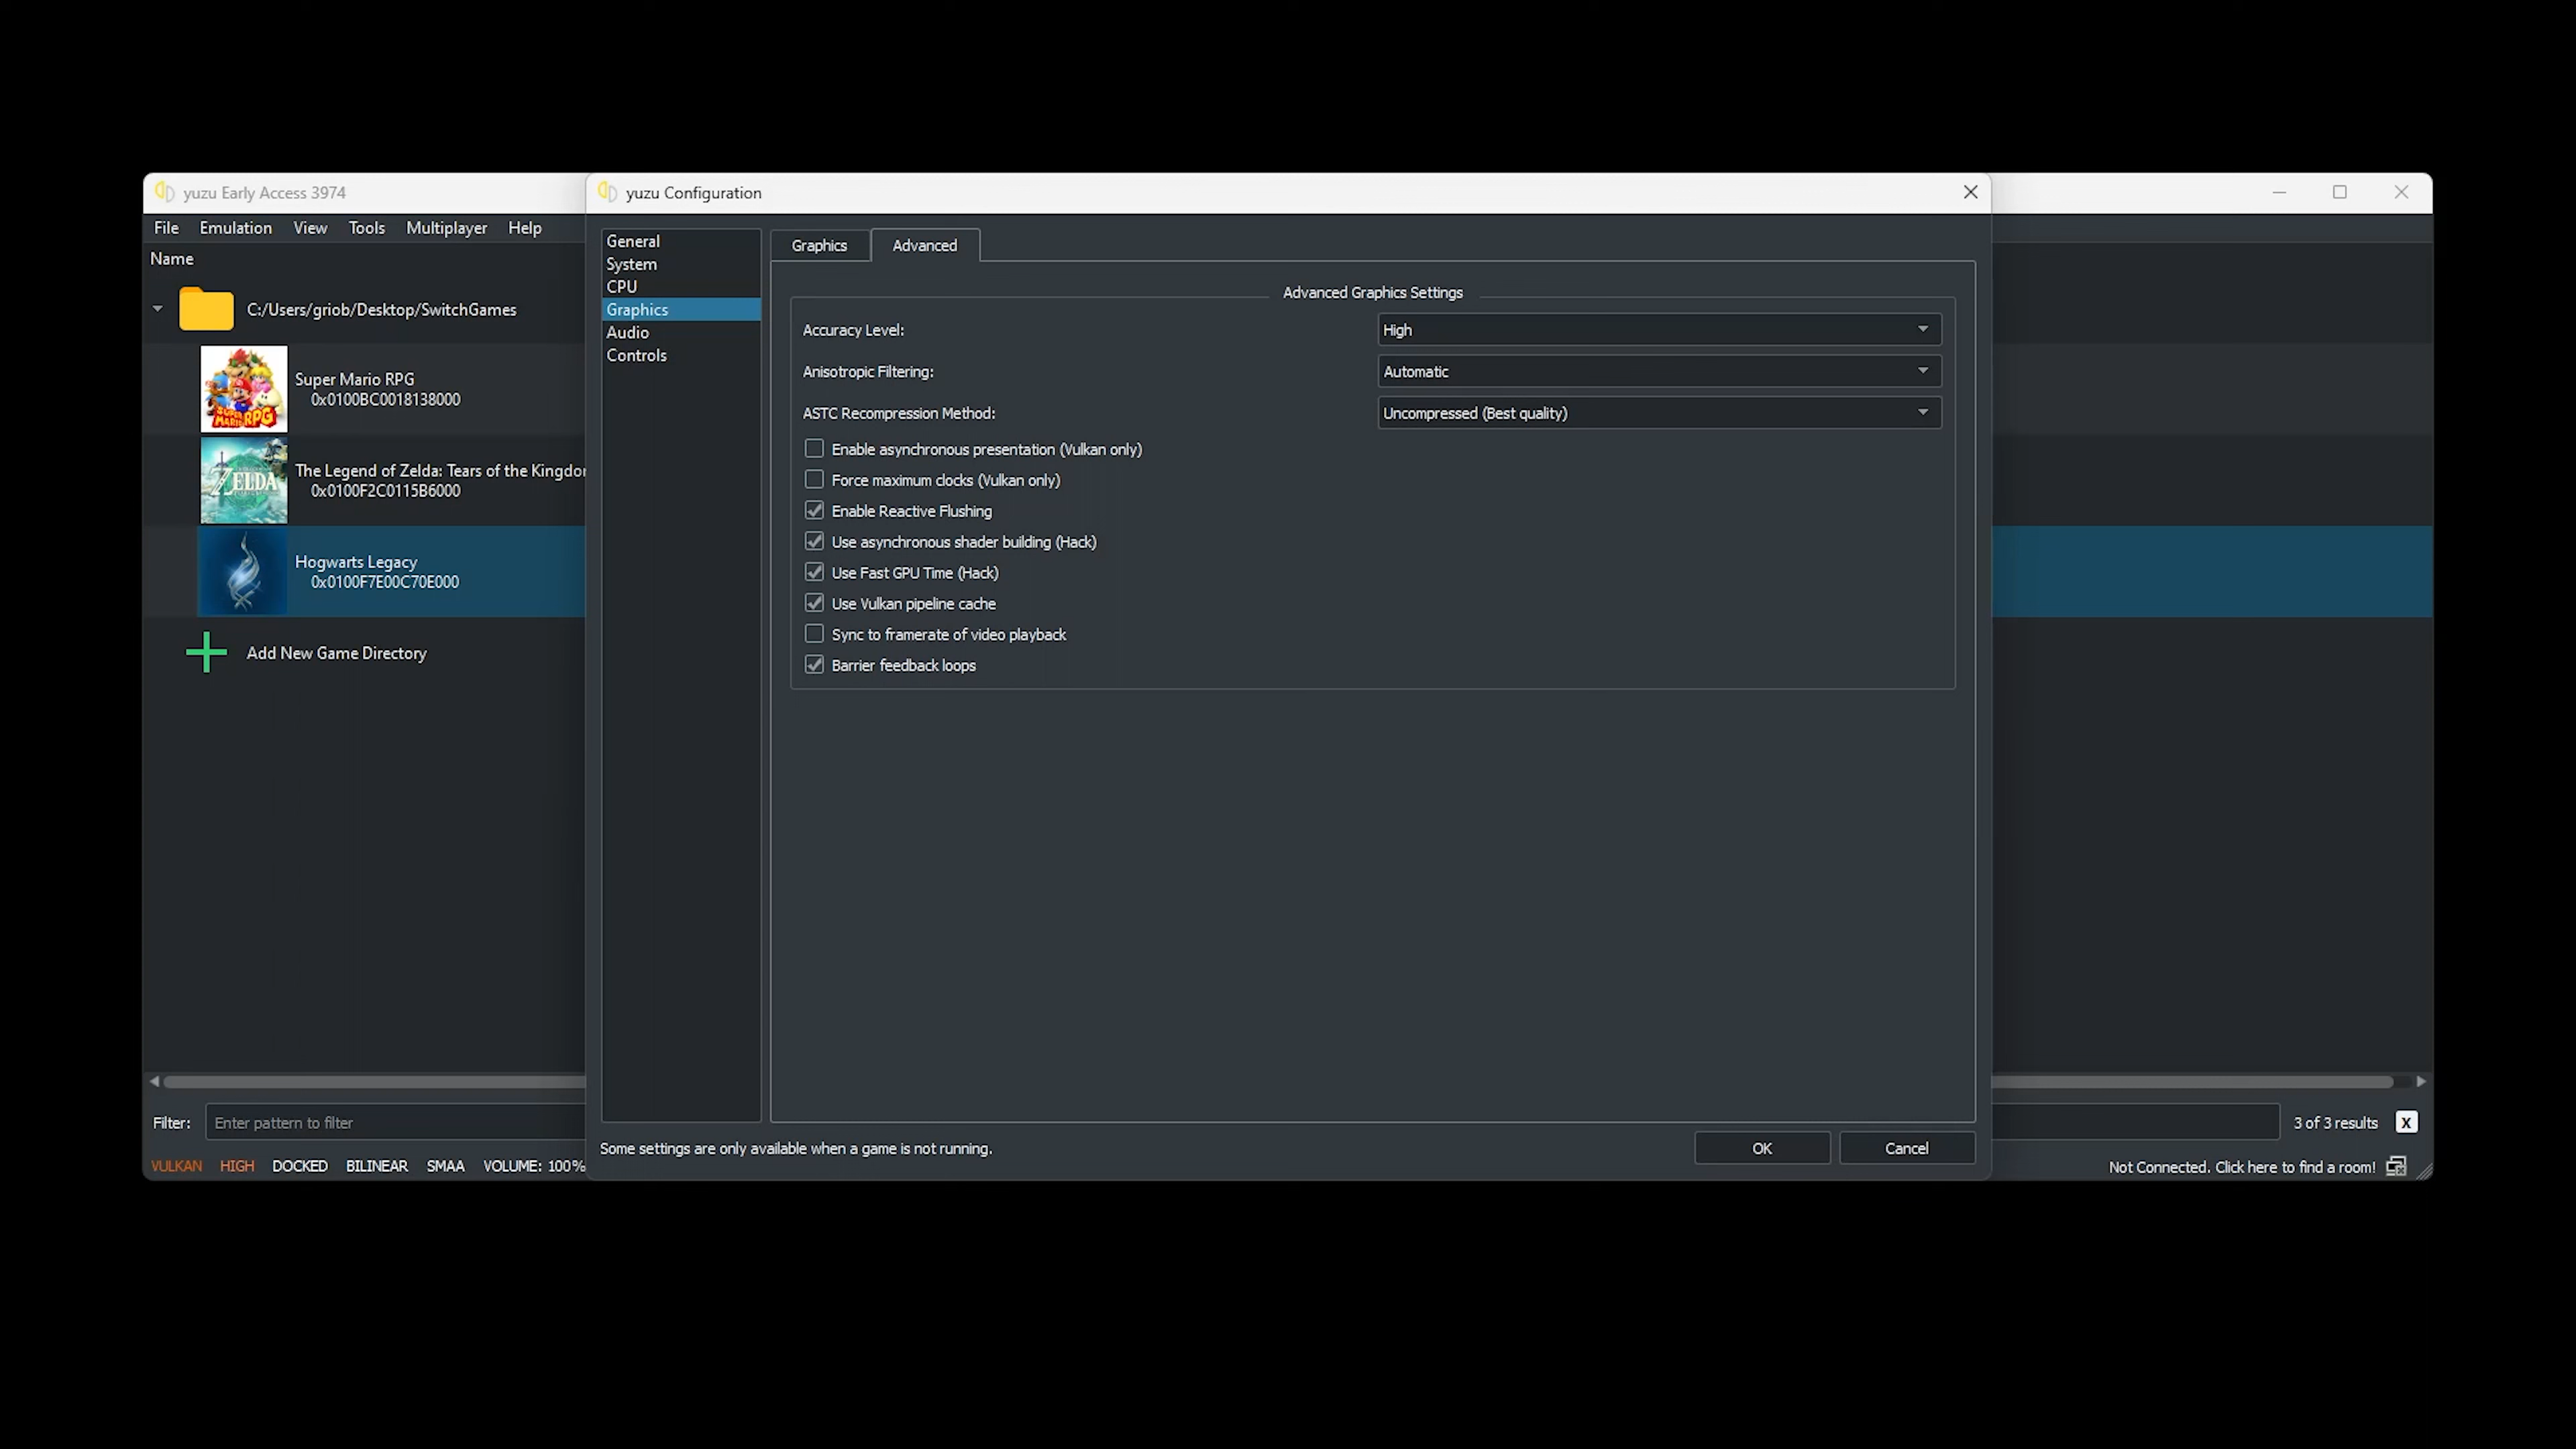 yuzu Early Access 3974
yuzu Configuration
File Emulation View Tools Multiplayer Help
Name
C:/Users/griob/Desktop/SwitchGames
SUPER MARIO RPG
Super Mario RPG
0x0100BC0018138000
ZELDA
The Legend of Zelda: Tears of the Kingdo
0x0100F2C0115B6000
Hogwarts Legacy
0x0100F7E00C70E000
Add New Game Directory
General
System
CPU
Graphics
Audio
Controls
Graphics Advanced
Advanced Graphics Settings
Accuracy Level: High
Anisotropic Filtering: Automatic
ASTC Recompression Method: Uncompressed (Best quality)
Enable asynchronous presentation (Vulkan only)
Force maximum clocks (Vulkan only)
Enable Reactive Flushing
Use asynchronous shader building (Hack)
Use Fast GPU Time (Hack)
Use Vulkan pipeline cache
Sync to framerate of video playback
Barrier feedback loops
Filter: Enter pattern to filter
3 of 3 results X
Some settings are only available when a game is not running.
OK Cancel
VULKAN HIGH DOCKED BILINEAR SMAA VOLUME: 100%
Not Connected. Click here to find a room!